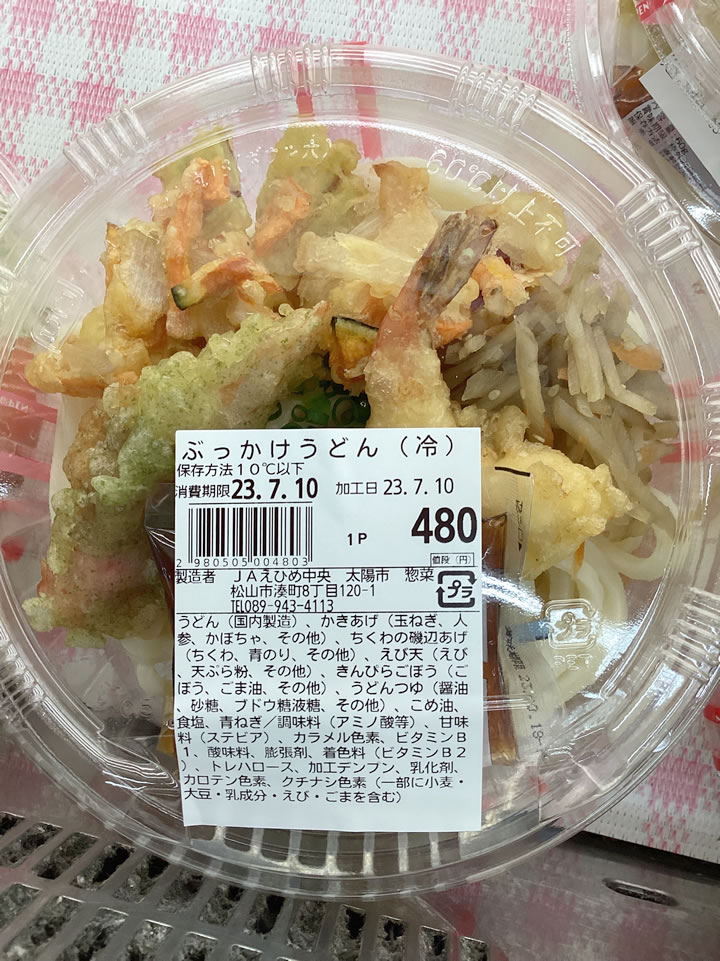 60℃以上不可
ぶっかけうどん（冷）
保存方法１０℃以下
消費期限23.7.10 加工日 23.7.10
2 980505 004803
1P 480
値段（円）
製造者 ＪＡえひめ中央 太陽市 惣菜
松山市湊町8丁目120-1
TEL089-943-4113
プラ
うどん（国内製造）、かきあげ（玉ねぎ、人
参、かぼちゃ、その他）、ちくわの磯辺あげ
（ちくわ、青のり、その他）、えび天（えび
、天ぷら粉、その他）、きんぴらごぼう（ご
ぼう、ごま油、その他）、うどんつゆ（醤油
、砂糖、ブドウ糖液糖、その他）、こめ油、
食塩、青ねぎ／調味料（アミノ酸等）、甘味
料（ステビア）、カラメル色素、ビタミンＢ
１、酸味料、膨張剤、着色料（ビタミンＢ２
）、トレハロース、加工デンプン、乳化剤、
カロテン色素、クチナシ色素（一部に小麦・
大豆・乳成分・えび・ごまを含む）